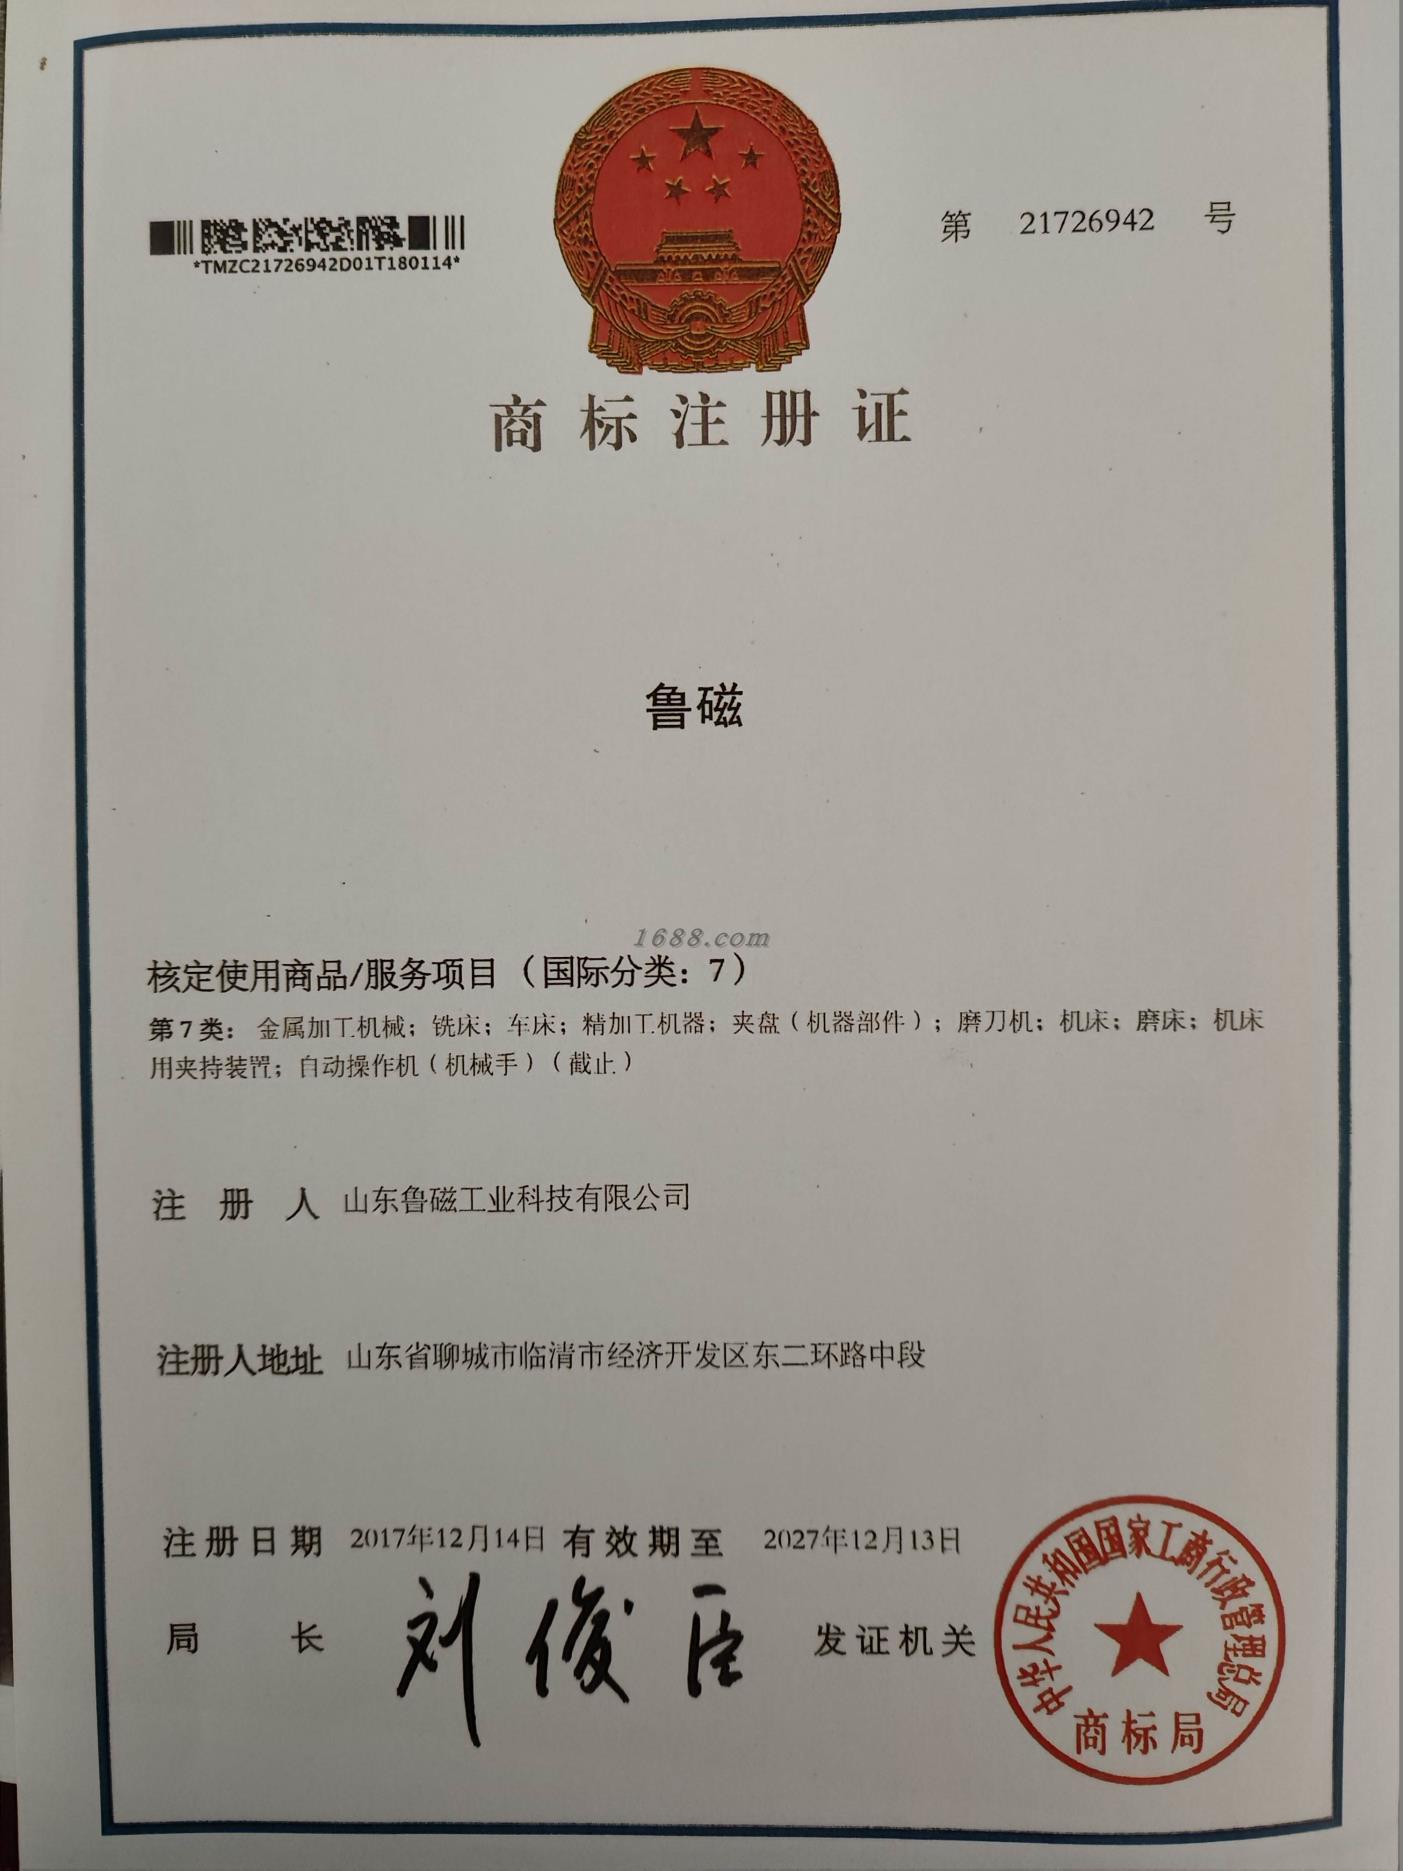 *TMZC21726942D01T180114*
第 21726942 号
商标注册证
鲁磁
1688.com
核定使用商品/服务项目（国际分类：7）
第7类：金属加工机械；铣床；车床；精加工机器；夹盘（机器部件）；磨刀机；机床；磨床；机床
用夹持装置；自动操作机（机械手）（截止）
注册人 山东鲁磁工业科技有限公司
注册人地址 山东省聊城市临清市经济开发区东二环路中段
注册日期 2017年12月14日 有效期至 2027年12月13日
局长 刘俊臣 发证机关
中华人民共和国国家工商行政管理总局
商标局